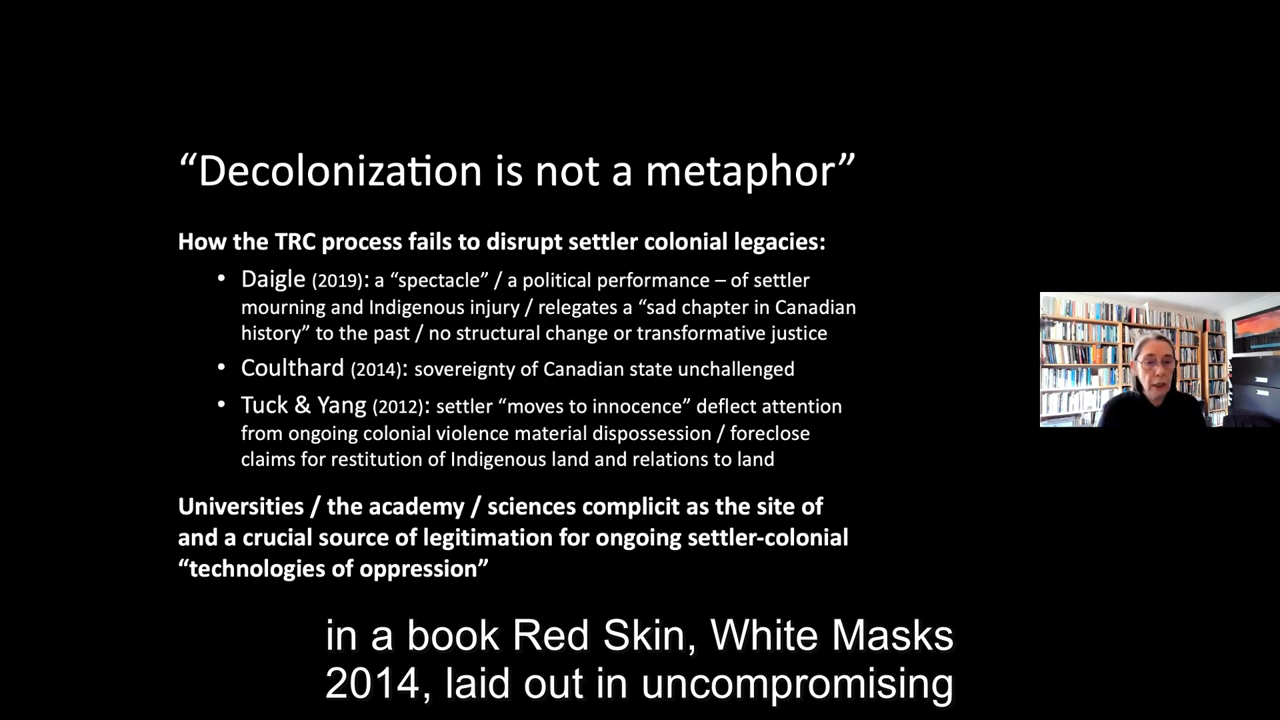 “Decolonization is not a metaphor”
How the TRC process fails to disrupt settler colonial legacies:
• Daigle (2019): a “spectacle” / a political performance – of settler
mourning and Indigenous injury / relegates a “sad chapter in Canadian
history” to the past / no structural change or transformative justice
• Coulthard (2014): sovereignty of Canadian state unchallenged
• Tuck & Yang (2012): settler “moves to innocence” deflect attention
from ongoing colonial violence material dispossession / foreclose
claims for restitution of Indigenous land and relations to land
Universities / the academy / sciences complicit as the site of
and a crucial source of legitimation for ongoing settler-colonial
“technologies of oppression”
in a book Red Skin, White Masks
2014, laid out in uncompromising